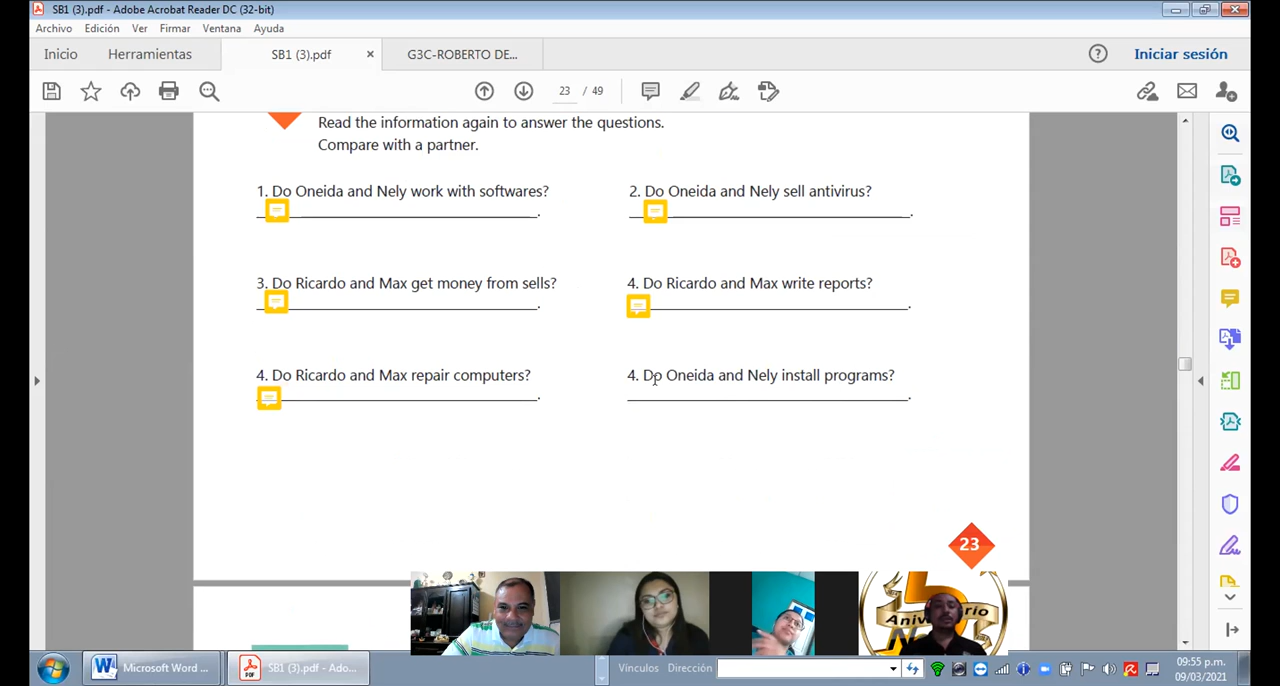 SB1 (3).pdf - Adobe Acrobat Reader DC (32-bit)
Archivo Edición Ver Firmar Ventana Ayuda
Inicio Herramientas SB1 (3).pdf × G3C-ROBERTO DE... ? Iniciar sesión
23 / 49
Read the information again to answer the questions.
Compare with a partner.
1. Do Oneida and Nely work with softwares? 2. Do Oneida and Nely sell antivirus?
3. Do Ricardo and Max get money from sells? 4. Do Ricardo and Max write reports?
4. Do Ricardo and Max repair computers? 4. Do Oneida and Nely install programs?
23
5
Aniversario
Microsoft Word ... SB1 (3).pdf - Ado... Vínculos Dirección 09:55 p.m.
09/03/2021